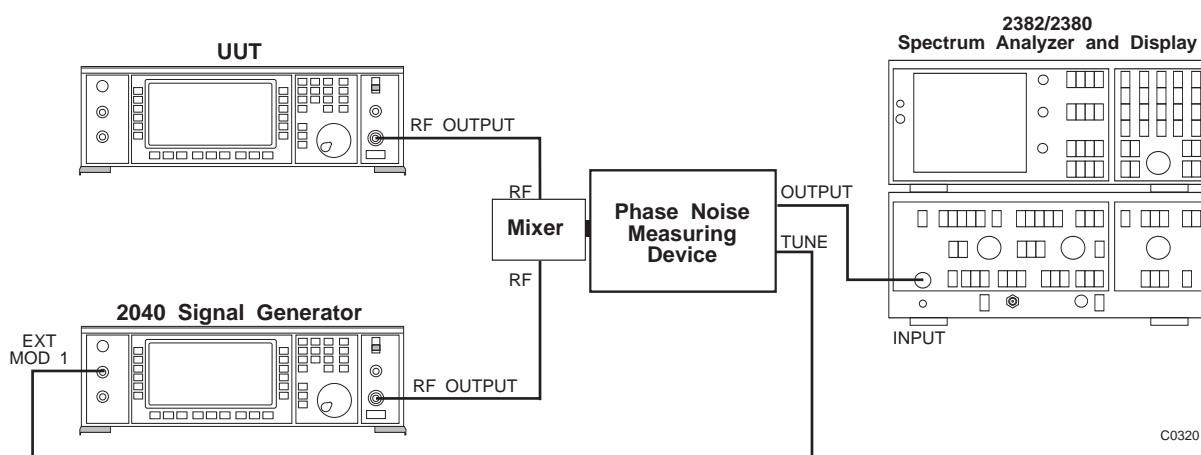 2382/2380
Spectrum Analyzer and Display
UUT
RF OUTPUT
RF
Mixer
RF
Phase Noise
Measuring
Device
OUTPUT
TUNE
INPUT
2040 Signal Generator
EXT
MOD 1
RF OUTPUT
C0320